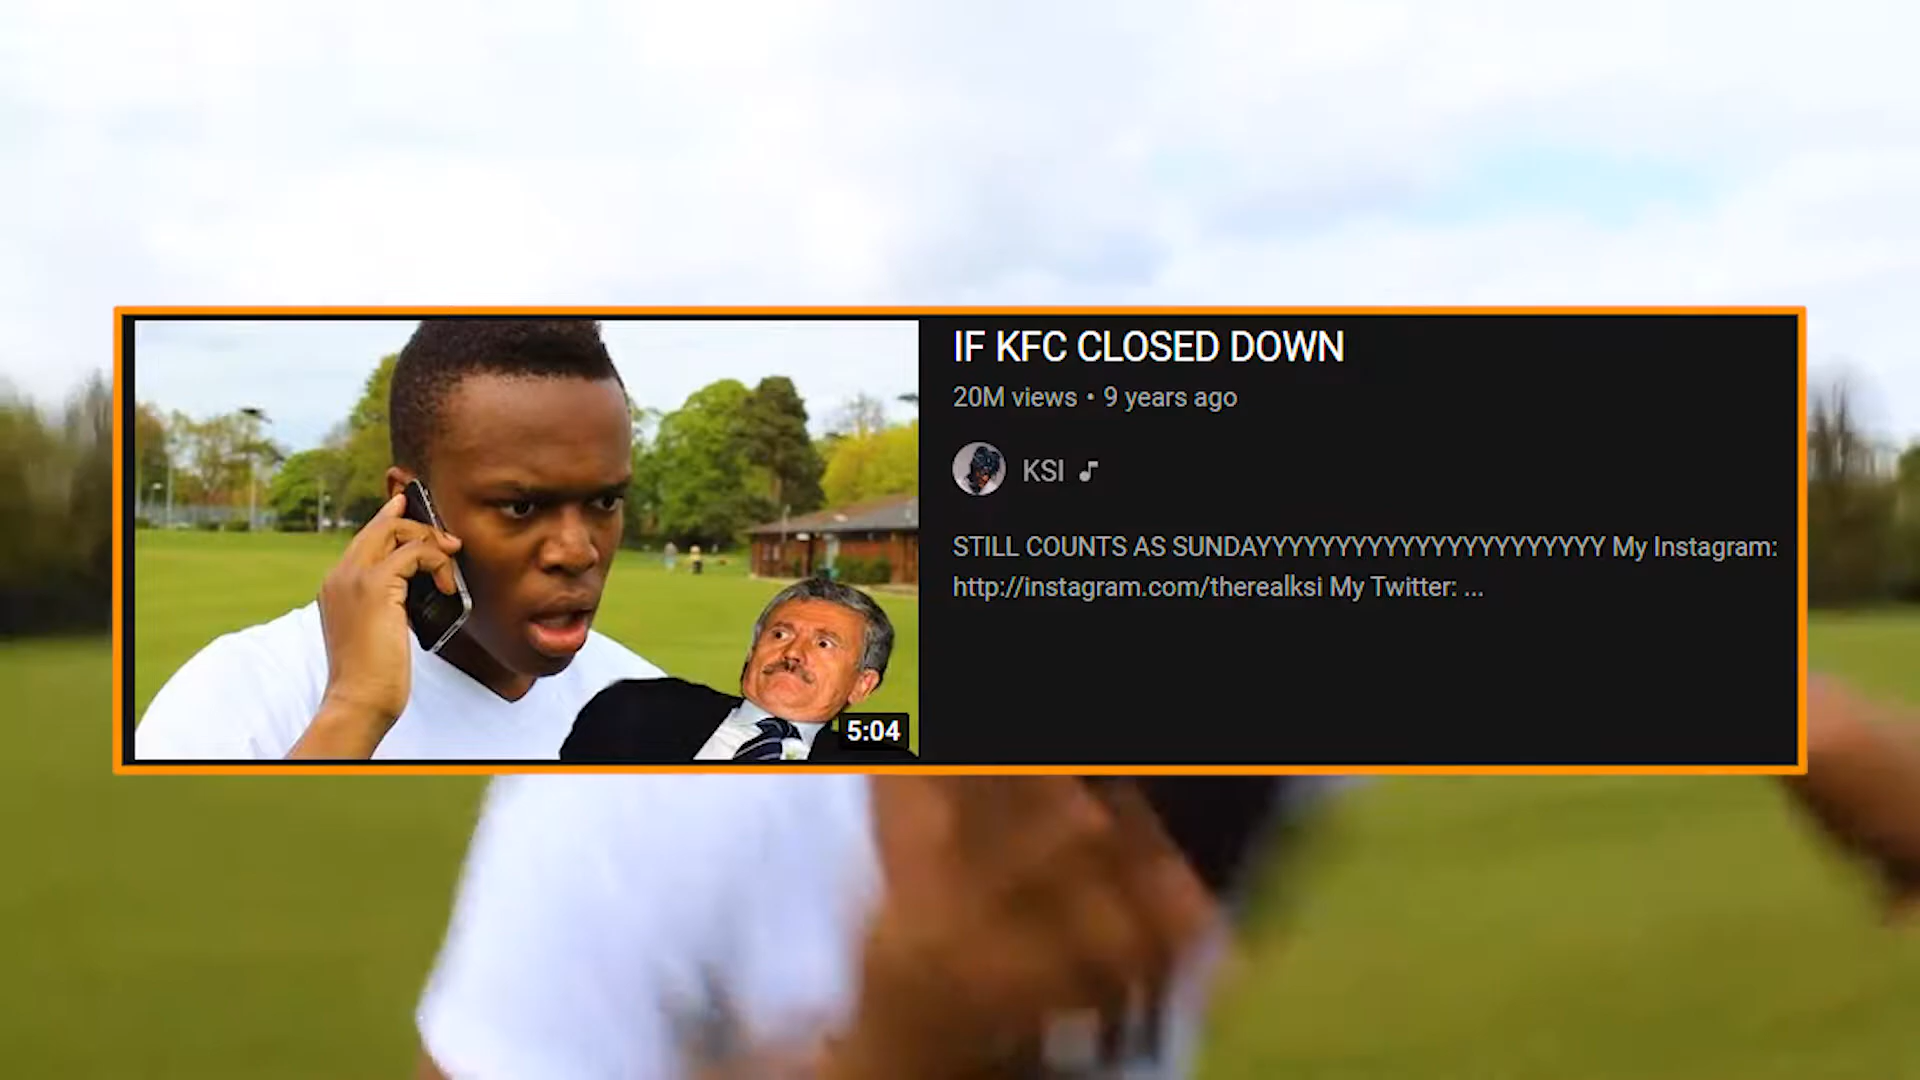 IF KFC CLOSED DOWN
20M views • 9 years ago
KSI
STILL COUNTS AS SUNDAYYYYYYYYYYYYYYYYYYYYYY My Instagram:
http://instagram.com/therealksi My Twitter: ...
5:04